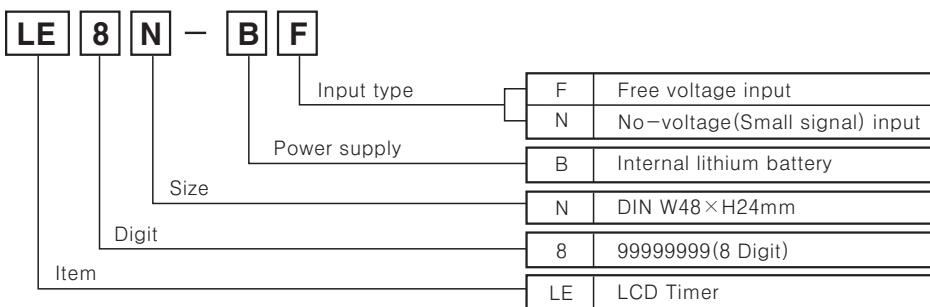 LE 8 N - B F
Input type
F Free voltage input
N No-voltage(Small signal) input
Power supply
B Internal lithium battery
Size
N DIN W48×H24mm
Digit
8 99999999(8 Digit)
Item
LE LCD Timer